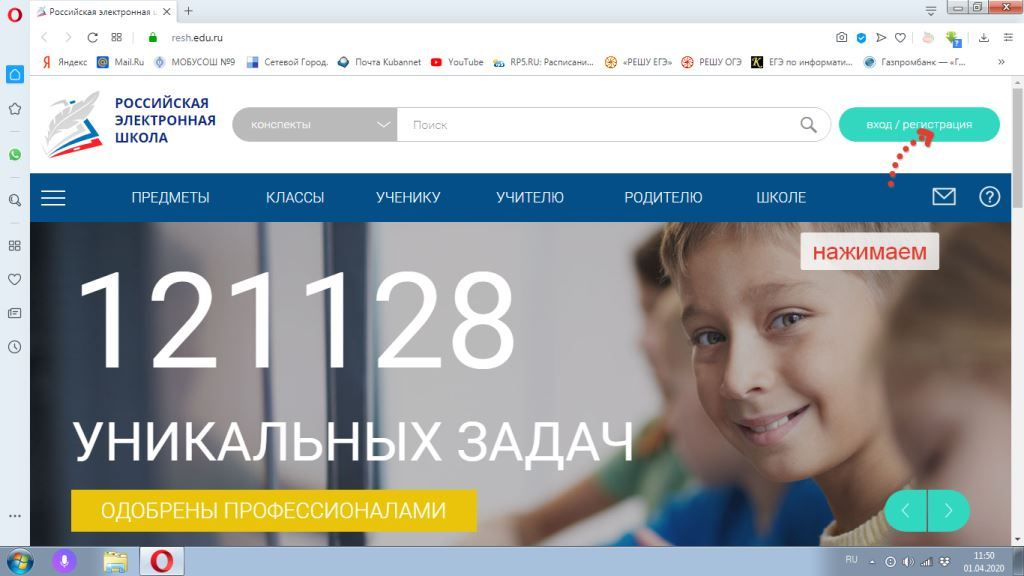 Российская электронная ш
resh.edu.ru
Яндекс
Mail.Ru
МОБУСОШ №9
Сетевой Город.
Почта Kubannet
YouTube
RP5.RU: Расписани...
«РЕШУ ЕГЭ»
РЕШУ ОГЭ
ЕГЭ по информати...
Газпромбанк — «Г...
»
РОССИЙСКАЯ
ЭЛЕКТРОННАЯ
ШКОЛА
конспекты
Поиск
вход / регистрация
ПРЕДМЕТЫ
КЛАССЫ
УЧЕНИКУ
УЧИТЕЛЮ
РОДИТЕЛЮ
ШКОЛЕ
нажимаем
121128
УНИКАЛЬНЫХ ЗАДАЧ
ОДОБРЕНЫ ПРОФЕССИОНАЛАМИ
RU
11:50
01.04.2020